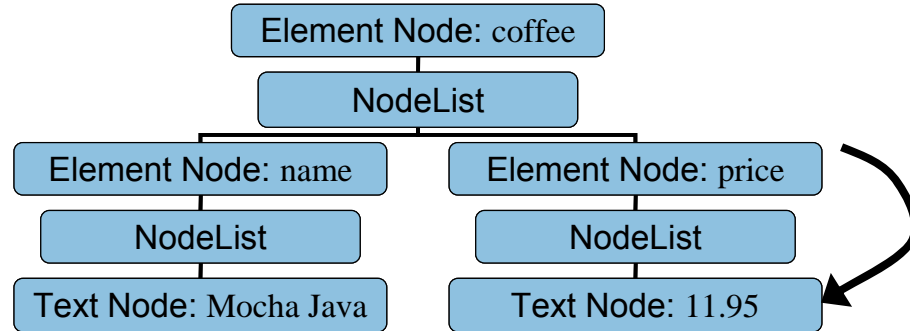 Element Node: coffee
NodeList
Element Node: name
Element Node: price
NodeList
NodeList
Text Node: Mocha Java
Text Node: 11.95